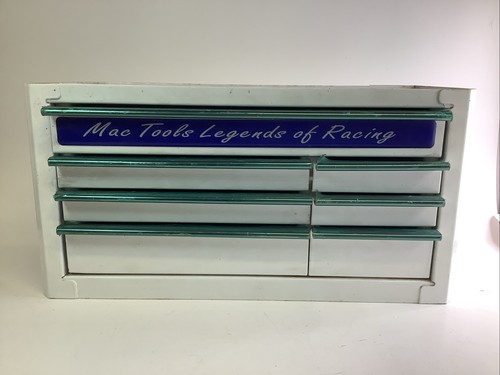 Mac Tools Legends of Racing